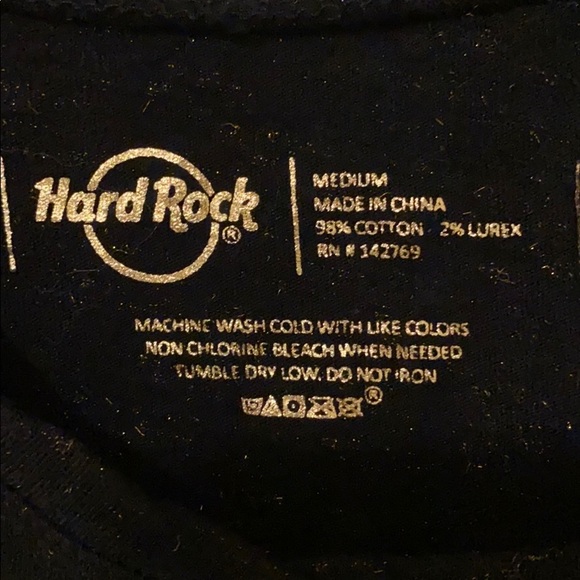 Hard Rock®
MEDIUM
MADE IN CHINA
98% COTTON 2% LUREX
RN # 142769
MACHINE WASH COLD WITH LIKE COLORS
NON CHLORINE BLEACH WHEN NEEDED
TUMBLE DRY LOW. DO NOT IRON
®